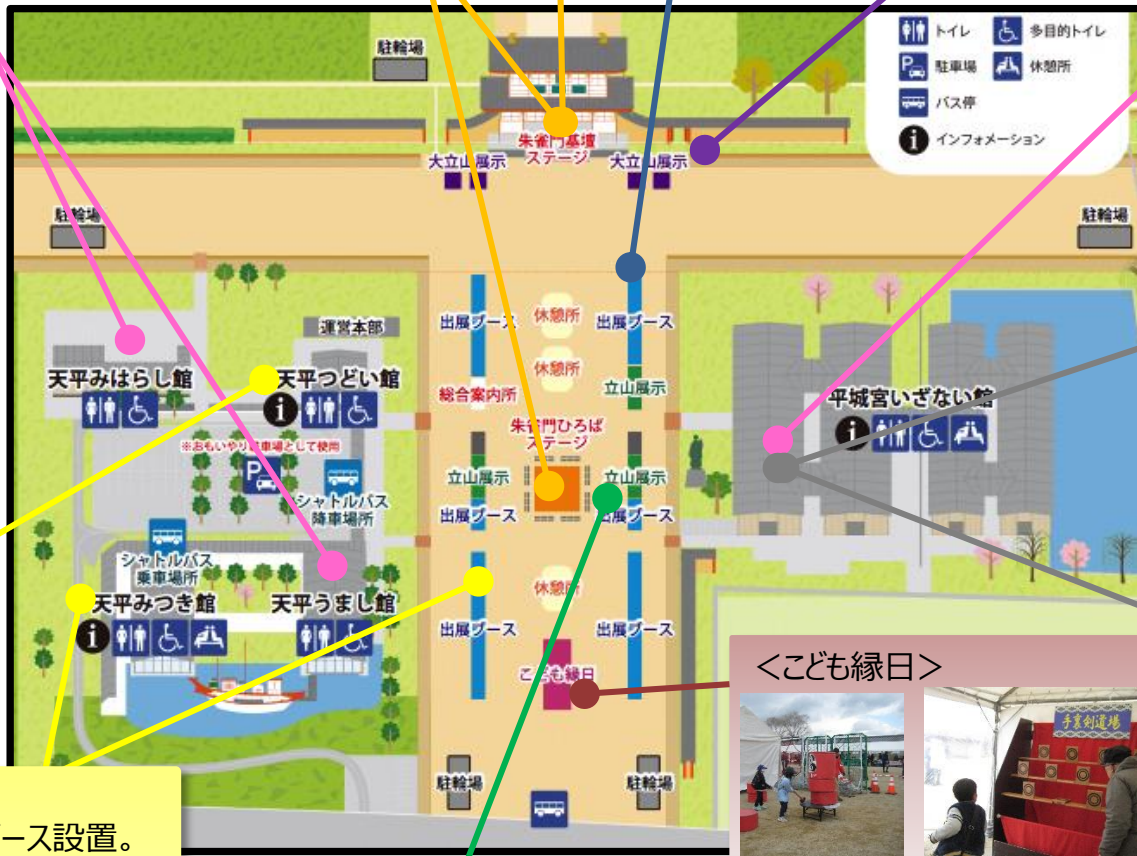 トイレ
多目的トイレ
駐車場
休憩所
バス停
インフォメーション
駐輪場
朱雀門基壇
ステージ
大立山展示
大立山展示
駐輪場
駐輪場
運営本部
出展ブース
休憩所
出展ブース
天平みはらし館
天平つどい館
休憩所
総合案内所
立山展示
平城宮いざない館
朱雀門ひろば
ステージ
※おもいやり駐車場として使用
立山展示
立山展示
シャトルバス
降車場所
出展ブース
出展ブース
シャトルバス
乗車場所
休憩所
天平みつき館
天平うまし館
出展ブース
出展ブース
こども縁日
＜こども縁日＞
手裏剣道場
駐輪場
駐輪場
ース設置。